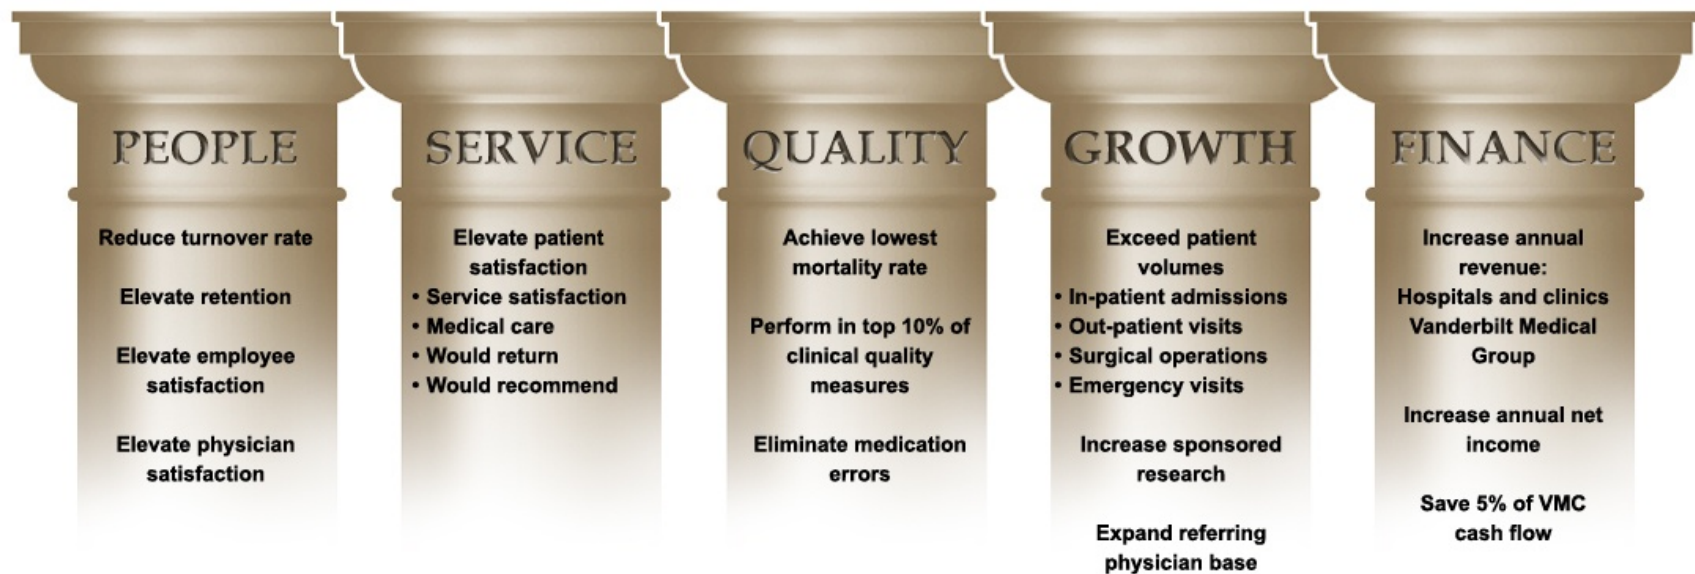 PEOPLE
Reduce turnover rate
Elevate retention
Elevate employee
satisfaction
Elevate physician
satisfaction
SERVICE
Elevate patient
satisfaction
• Service satisfaction
• Medical care
• Would return
• Would recommend
QUALITY
Achieve lowest
mortality rate
Perform in top 10% of
clinical quality
measures
Eliminate medication
errors
GROWTH
Exceed patient
volumes
• In-patient admissions
• Out-patient visits
• Surgical operations
• Emergency visits
Increase sponsored
research
Expand referring
physician base
FINANCE
Increase annual
revenue:
Hospitals and clinics
Vanderbilt Medical
Group
Increase annual net
income
Save 5% of VMC
cash flow